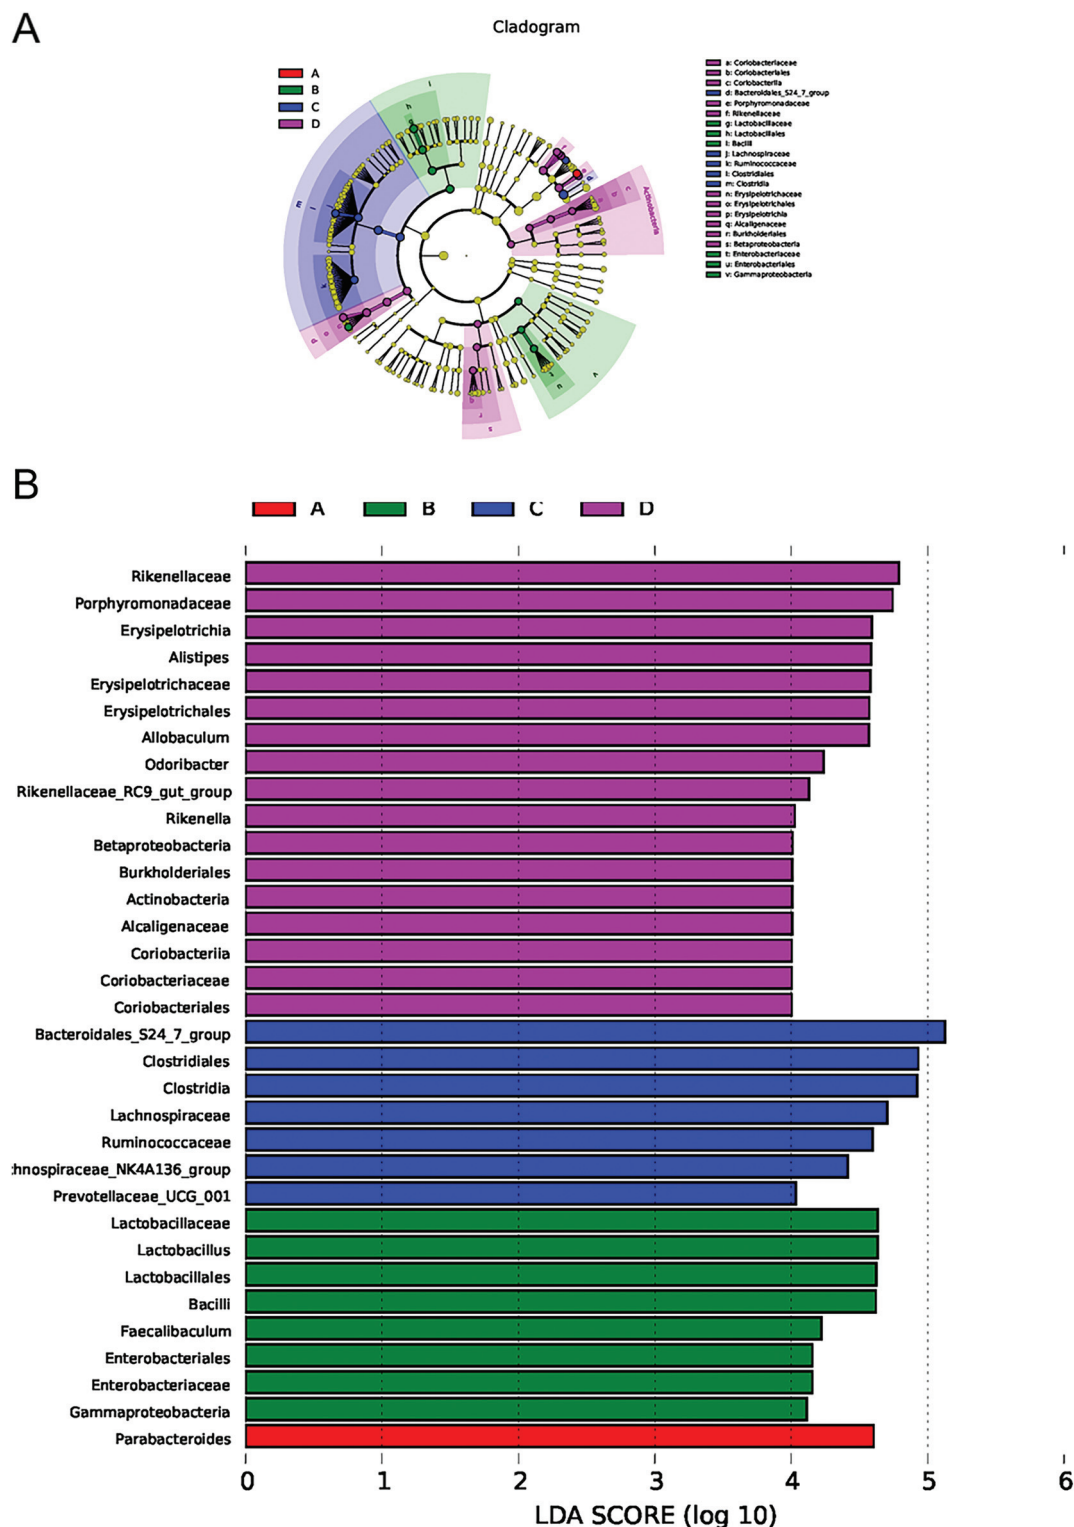 A
Cladogram
A
B
C
D
a: Coriobacteriaceae
b: Coriobacteriales
c: Coriobacteriia
d: Bacteroidales_S24_7_group
e: Porphyromonadaceae
f: Rikenellaceae
g: Lactobacillaceae
h: Lactobacillales
i: Bacilli
j: Lachnospiraceae
k: Ruminococcaceae
l: Clostridiales
m: Clostridia
n: Erysipelotrichaceae
o: Erysipelotrichales
p: Erysipelotrichia
q: Alcaligenaceae
r: Burkholderiales
s: Betaproteobacteria
t: Enterobacteriaceae
u: Enterobacteriales
v: Gammaproteobacteria
Actinobacteria
B
A B C D
Rikenellaceae
Porphyromonadaceae
Erysipelotrichia
Alistipes
Erysipelotrichaceae
Erysipelotrichales
Allobaculum
Odoribacter
Rikenellaceae_RC9_gut_group
Rikenella
Betaproteobacteria
Burkholderiales
Actinobacteria
Alcaligenaceae
Coriobacteriia
Coriobacteriaceae
Coriobacteriales
Bacteroidales_S24_7_group
Clostridiales
Clostridia
Lachnospiraceae
Ruminococcaceae
hnospiraceae_NK4A136_group
Prevotellaceae_UCG_001
Lactobacillaceae
Lactobacillus
Lactobacillales
Bacilli
Faecalibaculum
Enterobacteriales
Enterobacteriaceae
Gammaproteobacteria
Parabacteroides
0 1 2 3 4 5 6
LDA SCORE (log 10)